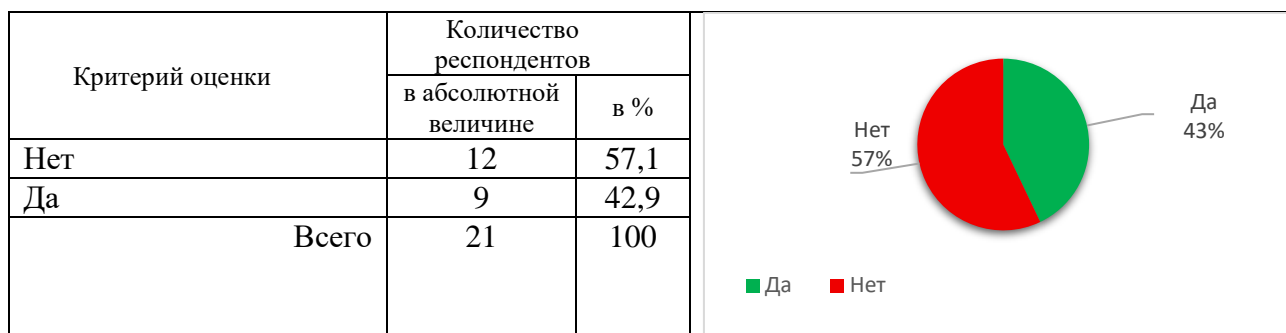 Критерий оценки
Количество
респондентов
в абсолютной
величине
в %
Нет 12 57,1
Да 9 42,9
Всего 21 100
Да
43%
Нет
57%
Да Нет